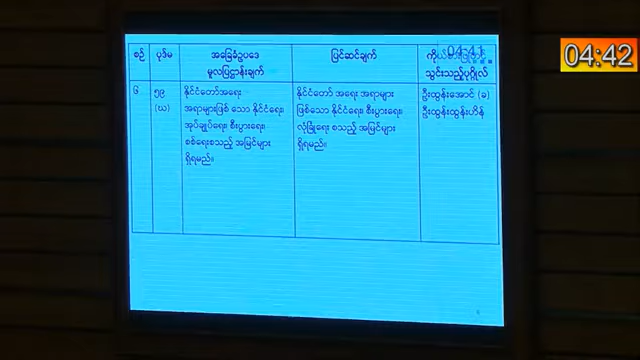 04:42
စဉ် ပုဒ်မ အခြေခံဥပဒေ ပြင်ဆင်ချက်
မူလပြဋ္ဌာန်းချက် သွင်းသည့်ပုဂ္ဂိုလ်
၆ ၅၉ နိုင်ငံတော်အရေး နိုင်ငံတော် အရေး အရာများ ဦးထွန်းအောင် (ခ)
(ဃ) အရာများဖြစ် သော နိုင်ငံရေး၊ ဖြစ်သော နိုင်ငံရေး၊ စီးပွားရေး၊ ဦးထွန်းထွန်းဟိန်
အုပ်ချုပ်ရေး၊ စီးပွားရေး၊ လုံခြုံရေး စသည့် အမြင်များ
စစ်ရေးစသည့် အမြင်များ ရှိရမည်။
ရှိရမည်။